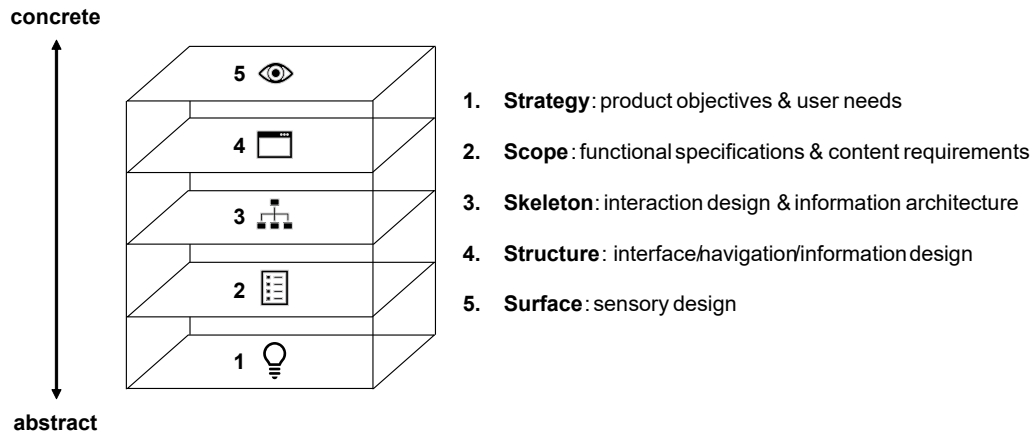 concrete
5
4
3
2
1
abstract
1. Strategy: product objectives & user needs
2. Scope: functional specifications & content requirements
3. Skeleton: interaction design & information architecture
4. Structure: interface/navigation/information design
5. Surface: sensory design